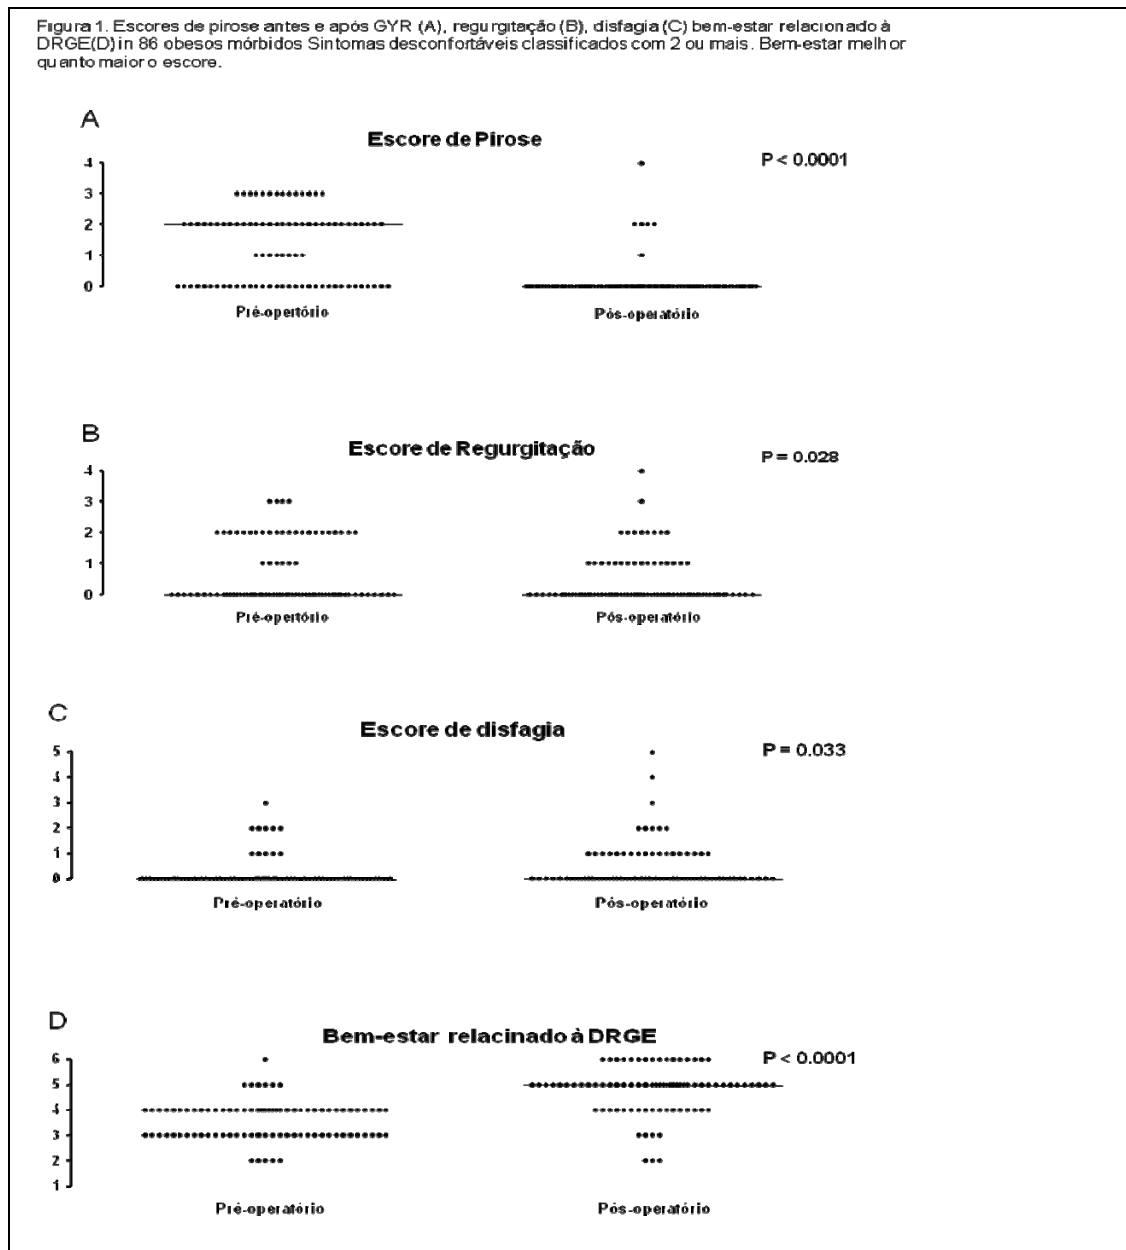 Figura 1. Escores de pirose antes e após GYR (A), regurgitação (B), disfagia (C) bem-estar relacionado à
DRGE(D) in 86 obesos mórbidos Sintomas desconfortáveis classificados com 2 ou mais. Bem-estar melhor
quanto maior o escore.
A
Escore de Pirose
P < 0.0001
4
3
2
1
0
Pré-opertório
Pós-operatório
B
Escore de Regurgitação
P = 0.028
4
3
2
1
0
Pré-opertório
Pós-operatório
C
Escore de disfagia
P = 0.033
5
4
3
2
1
0
Pré-operatório
Pós-operatório
D
Bem-estar relacinado à DRGE
P < 0.0001
6
5
4
3
2
1
Pré-operatório
Pós-operatório